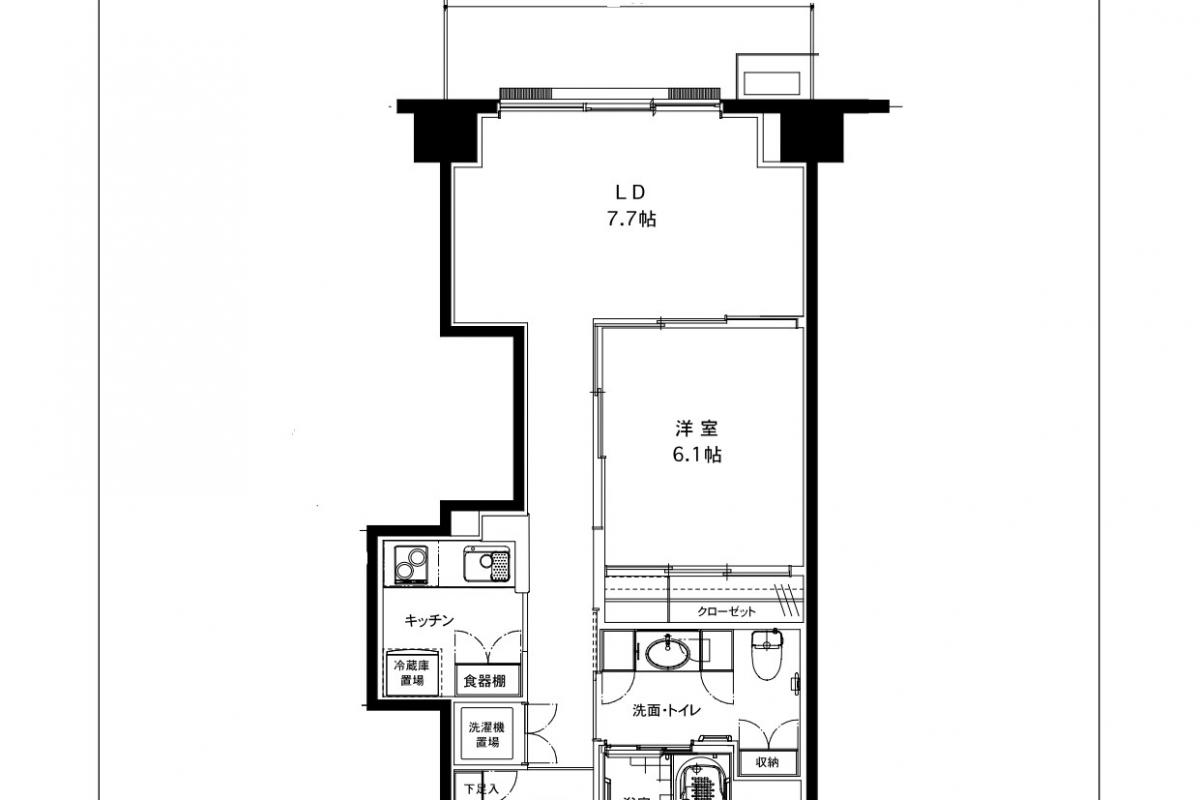 LD
7.7帖
洋室
6.1帖
クローゼット
キッチン
冷蔵庫
置場
食器棚
洗面・トイレ
洗濯機
置場
収納
下足入